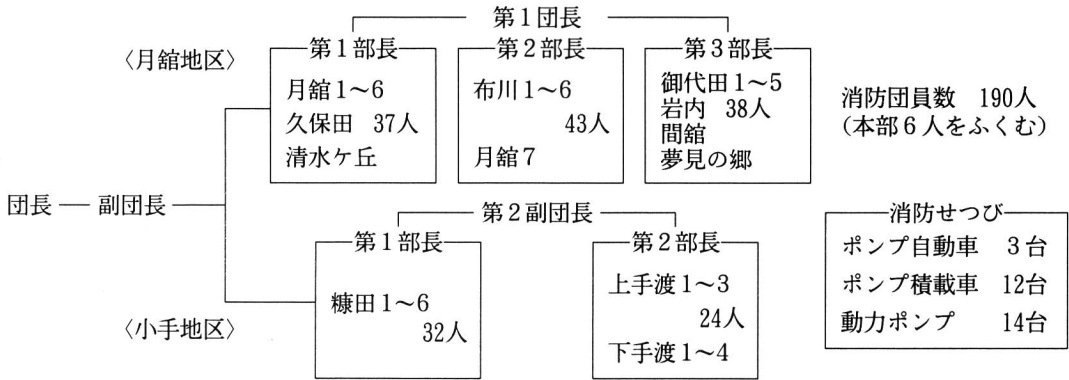 第1団長
〈月舘地区〉
第1部長
月舘1～6
久保田 37人
清水ケ丘
第2部長
布川1～6
43人
月舘7
第3部長
御代田1～5
岩内 38人
間舘
夢見の郷
消防団員数 190人
(本部6人をふくむ)
団長
副団長
第2副団長
第1部長
糠田1～6
32人
第2部長
上手渡1～3
24人
下手渡1～4
〈小手地区〉
消防せつび
ポンプ自動車 3台
ポンプ積載車 12台
動力ポンプ 14台